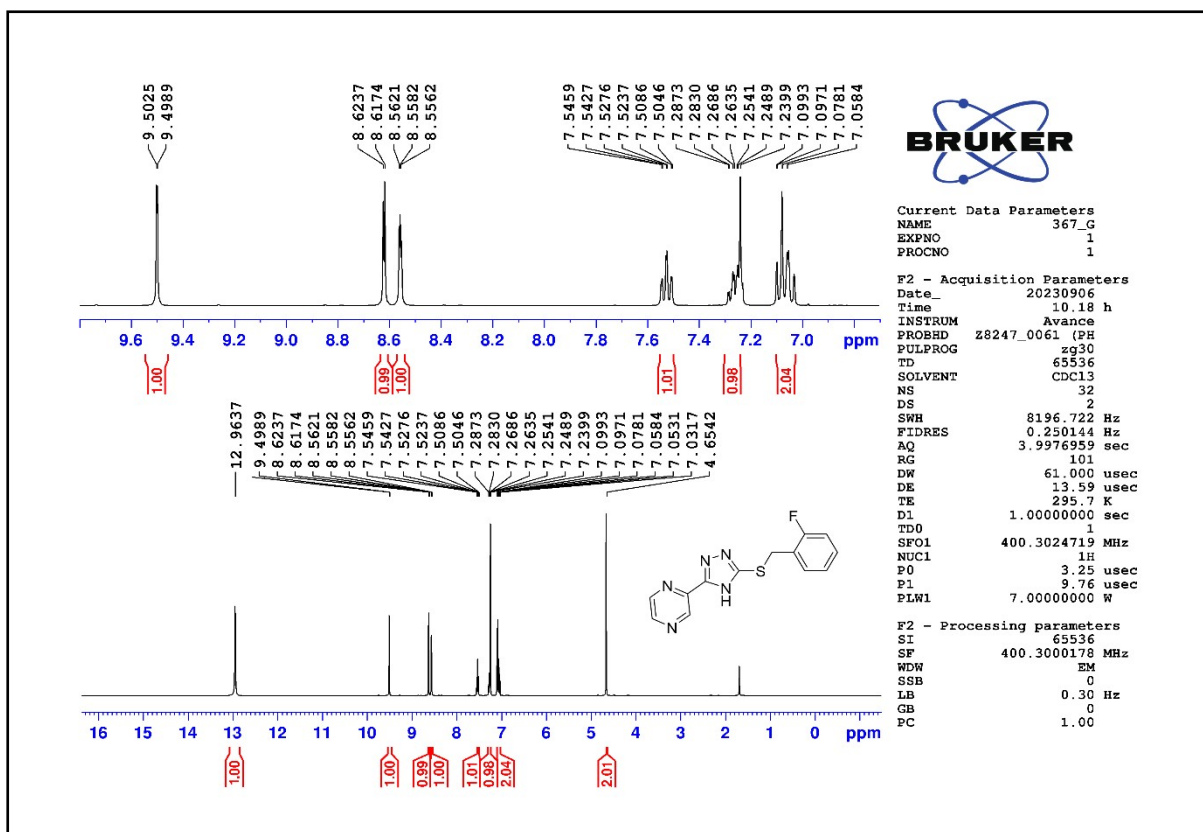 9.5025
9.4989
8.6237
8.6174
8.5621
8.5582
8.5562
7.5459
7.5427
7.5276
7.5237
7.5086
7.5046
7.2873
7.2830
7.2686
7.2635
7.2541
7.2489
7.2399
7.0993
7.0971
7.0781
7.0584
9.6 9.4 9.2 9.0 8.8 8.6 8.4 8.2 8.0 7.8 7.6 7.4 7.2 7.0 ppm
1.00 0.99 1.00 1.01 0.98 2.04
12.9637
9.4989
8.6237
8.6174
8.5621
8.5582
8.5562
7.5459
7.5427
7.5276
7.5237
7.5086
7.5046
7.2873
7.2830
7.2686
7.2635
7.2541
7.2489
7.2399
7.0993
7.0971
7.0781
7.0584
7.0531
7.0317
4.6542
F
N N
S
N
H
N
N
16 15 14 13 12 11 10 9 8 7 6 5 4 3 2 1 0 ppm
1.00 1.00 0.99 1.00 1.01 0.98 2.04 2.01
BRUKER
Current Data Parameters
NAME 367_G
EXPNO 1
PROCNO 1
F2 - Acquisition Parameters
Date_ 20230906
Time 10.18 h
INSTRUM Avance
PROBHD Z8247_0061 (PH
PULPROG zg30
TD 65536
SOLVENT CDCl3
NS 32
DS 2
SWH 8196.722 Hz
FIDRES 0.250144 Hz
AQ 3.9976959 sec
RG 101
DW 61.000 usec
DE 13.59 usec
TE 295.7 K
D1 1.00000000 sec
TD0 1
SFO1 400.3024719 MHz
NUC1 1H
P0 3.25 usec
P1 9.76 usec
PLW1 7.00000000 W
F2 - Processing parameters
SI 65536
SF 400.3000178 MHz
WDW EM
SSB 0
LB 0.30 Hz
GB 0
PC 1.00